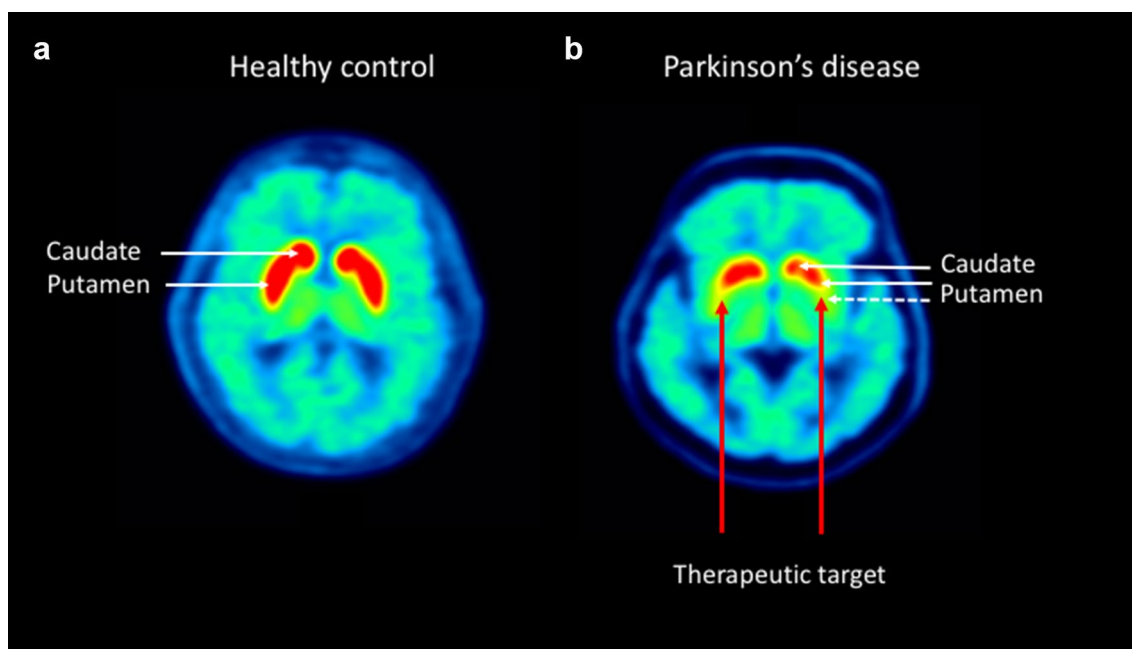 a
Healthy control
Caudate
Putamen
b
Parkinson's disease
Caudate
Putamen
Therapeutic target